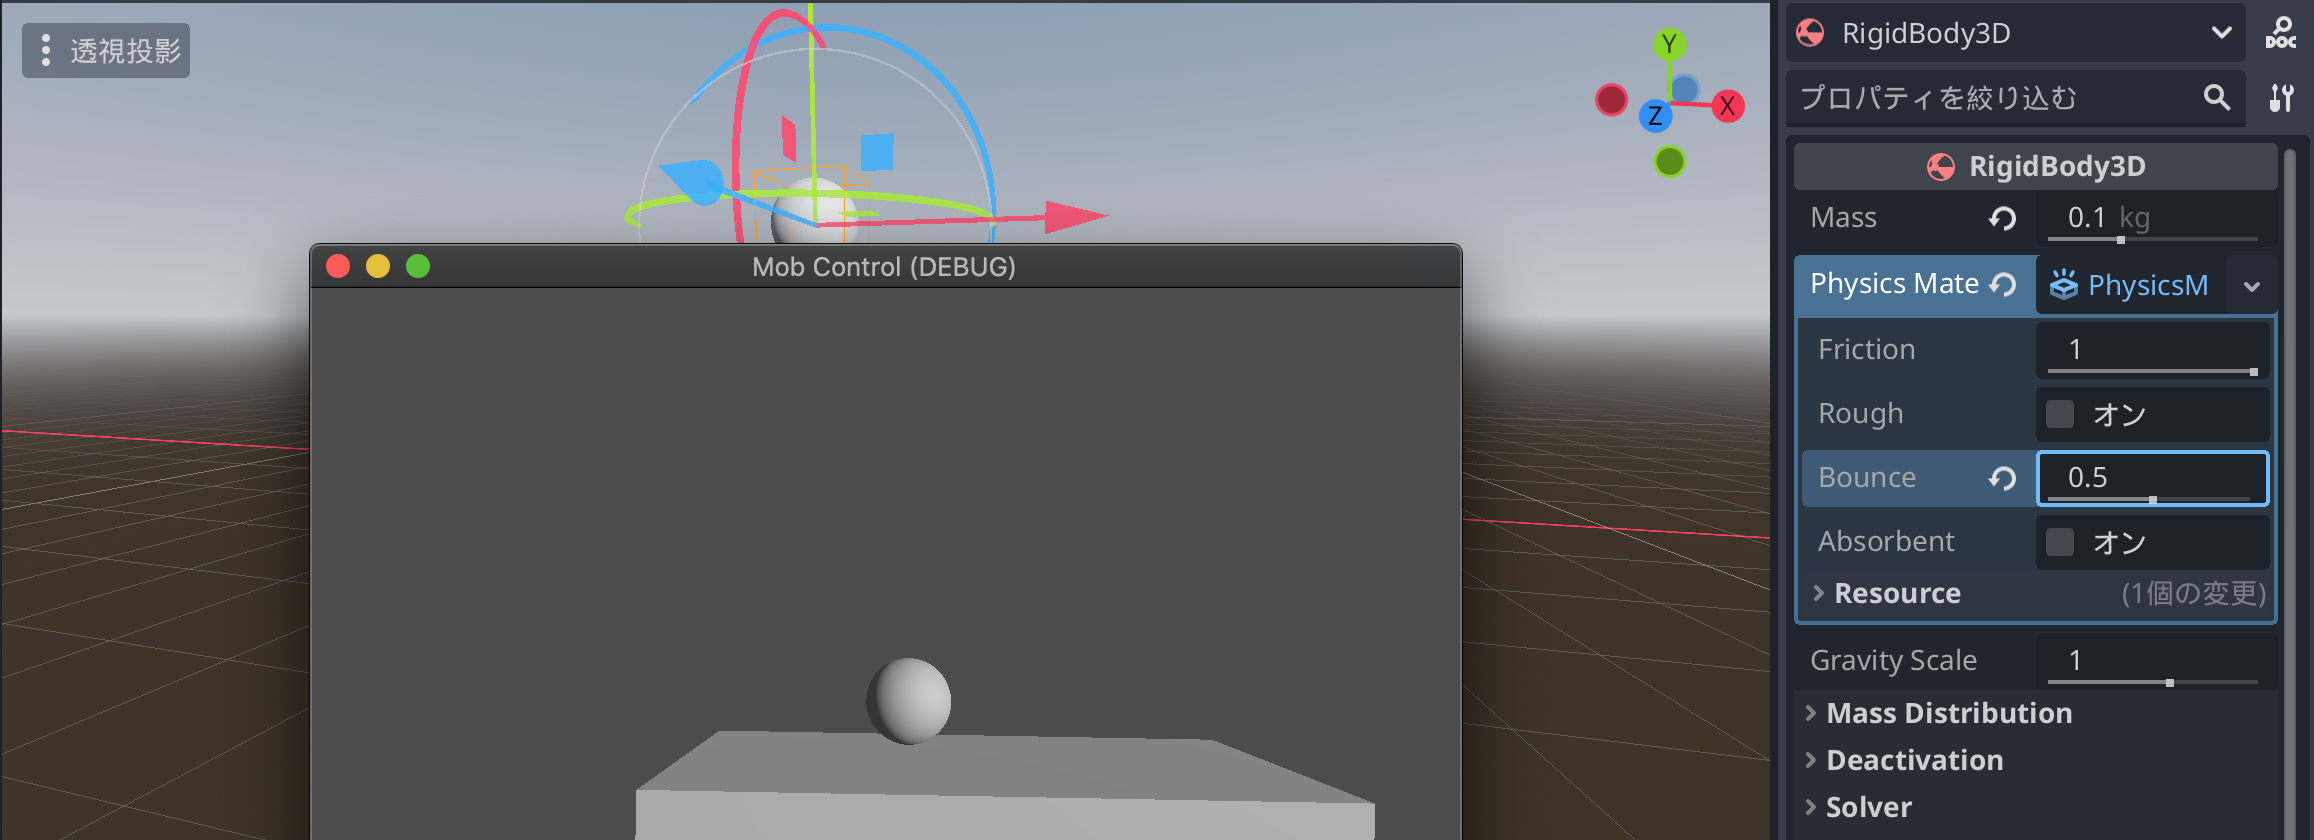 透視投影
Y
X
Z
Mob Control (DEBUG)
RigidBody3D
DOC
プロパティを絞り込む
RigidBody3D
Mass 0.1 kg
Physics Mate PhysicsM
Friction 1
Rough オン
Bounce 0.5
Absorbent オン
Resource (1個の変更)
Gravity Scale 1
Mass Distribution
Deactivation
Solver